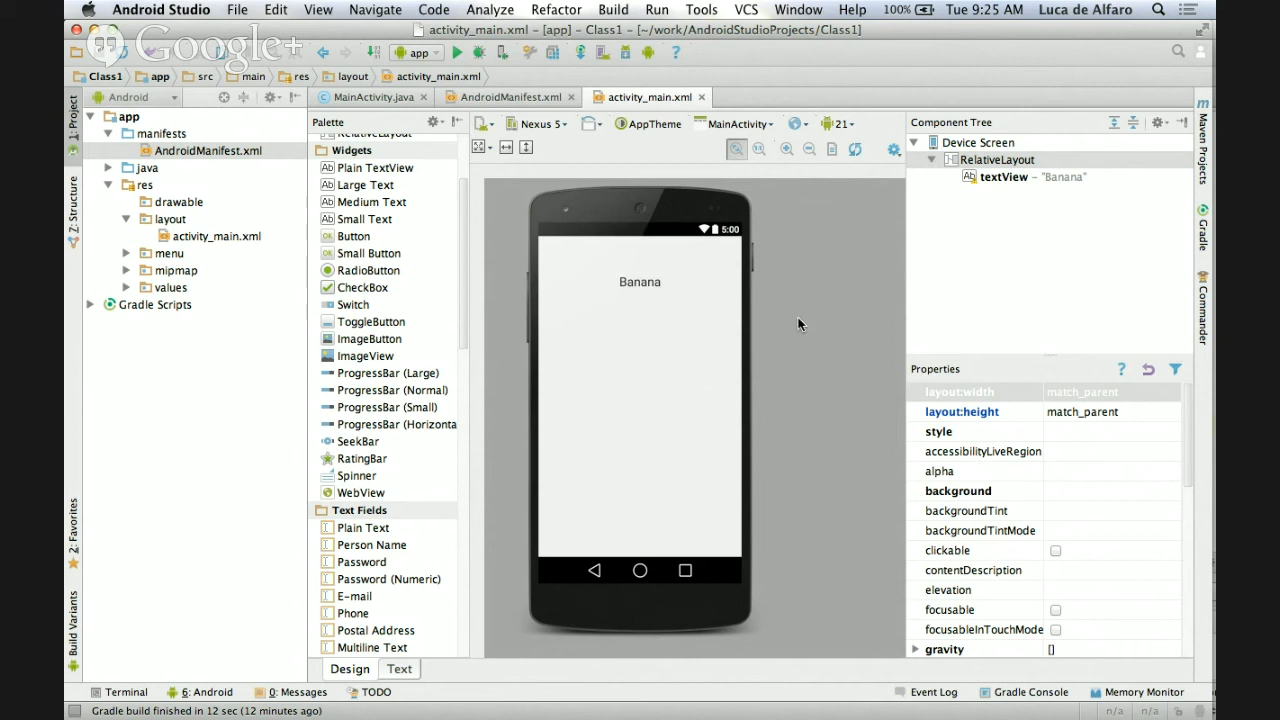 Android Studio File Edit View Navigate Code Analyze Refactor Build Run Tools VCS Window Help 100% Tue 9:25 AM Luca de Alfaro
activity_main.xml - [app] - Class1 - [~/work/AndroidStudioProjects/Class1]
Google+
app
Class1 app src main res layout activity_main.xml
Android
MainActivity.java AndroidManifest.xml activity_main.xml
1: Project
Z: Structure
2: Favorites
Build Variants
app
manifests
AndroidManifest.xml
java
res
drawable
layout
activity_main.xml
menu
mipmap
values
Gradle Scripts
Palette
RelativeLayout
Widgets
Plain TextView
Large Text
Medium Text
Small Text
Button
Small Button
RadioButton
CheckBox
Switch
ToggleButton
ImageButton
ImageView
ProgressBar (Large)
ProgressBar (Normal)
ProgressBar (Small)
ProgressBar (Horizonta
SeekBar
RatingBar
Spinner
WebView
Text Fields
Plain Text
Person Name
Password
Password (Numeric)
E-mail
Phone
Postal Address
Multiline Text
Design Text
Nexus 5 AppTheme MainActivity 21
5:00
Banana
Component Tree
Device Screen
RelativeLayout
textView - "Banana"
Properties
layout:width match_parent
layout:height match_parent
style
accessibilityLiveRegion
alpha
background
backgroundTint
backgroundTintMode
clickable
contentDescription
elevation
focusable
focusableInTouchMode
gravity []
Maven Projects
Gradle
Commander
Terminal 6: Android 0: Messages TODO Event Log Gradle Console Memory Monitor
Gradle build finished in 12 sec (12 minutes ago) n/a n/a